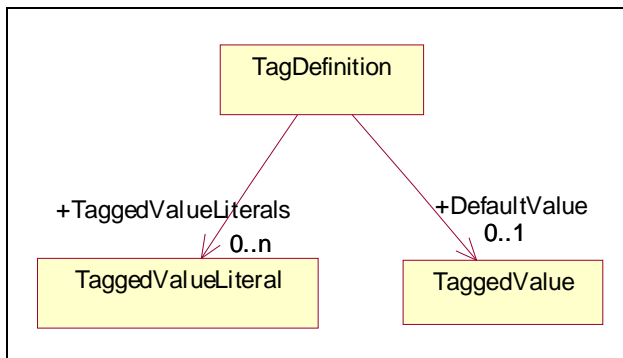 TagDefinition
+TaggedValueLiterals
+DefaultValue
0..n
0..1
TaggedValueLiteral
TaggedValue